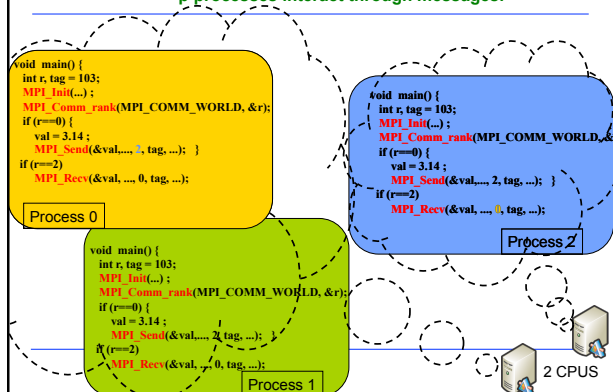 p processes interact through messages.
void main() {
int r, tag = 103;
MPI_Init(...) ;
MPI_Comm_rank(MPI_COMM_WORLD, &r);
if (r==0) {
val = 3.14 ;
MPI_Send(&val,..., 2, tag, ...); }
if (r==2)
MPI_Recv(&val, ..., 0, tag, ...);
Process 0
void main() {
int r, tag = 103;
MPI_Init(...) ;
MPI_Comm_rank(MPI_COMM_WORLD, &
if (r==0) {
val = 3.14 ;
MPI_Send(&val,..., 2, tag, ...); }
if (r==2)
MPI_Recv(&val, ..., 0, tag, ...);
Process 2
void main() {
int r, tag = 103;
MPI_Init(...) ;
MPI_Comm_rank(MPI_COMM_WORLD, &r);
if (r==0) {
val = 3.14 ;
MPI_Send(&val,..., 2, tag, ...); }
if (r==2)
MPI_Recv(&val, ..., 0, tag, ...);
Process 1
2 CPUS